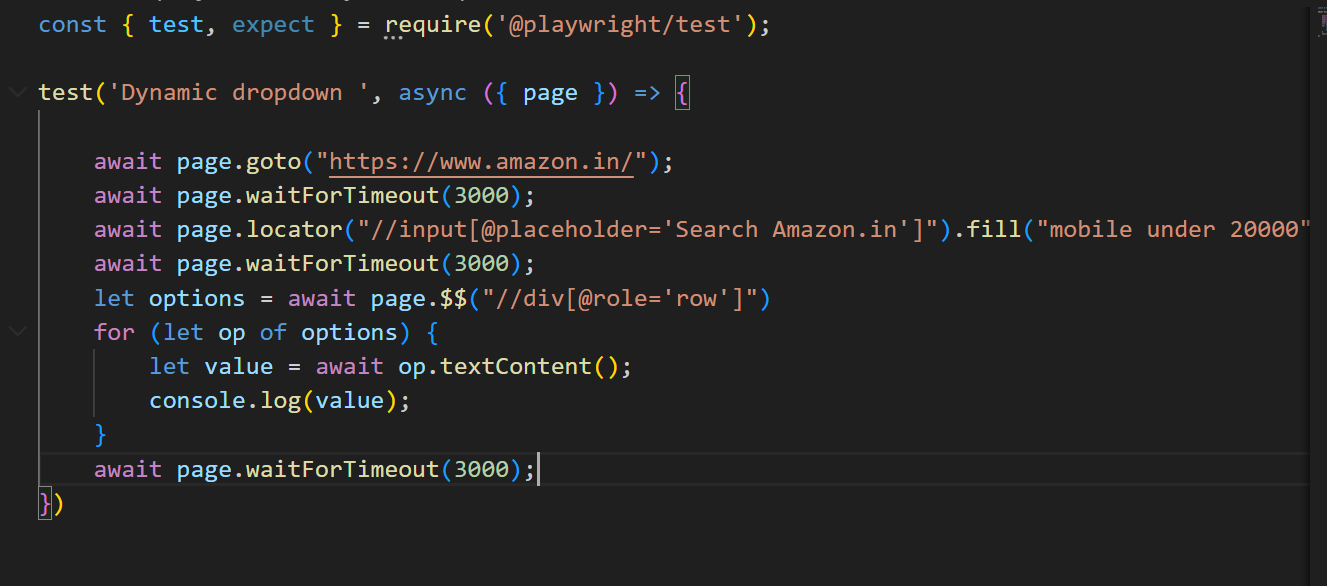 const { test, expect } = require('@playwright/test');
test('Dynamic dropdown ', async ({ page }) => {
await page.goto("https://www.amazon.in/");
await page.waitForTimeout(3000);
await page.locator("//input[@placeholder='Search Amazon.in']").fill("mobile under 20000"
await page.waitForTimeout(3000);
let options = await page.$$("//div[@role='row']")
for (let op of options) {
let value = await op.textContent();
console.log(value);
}
await page.waitForTimeout(3000);
})